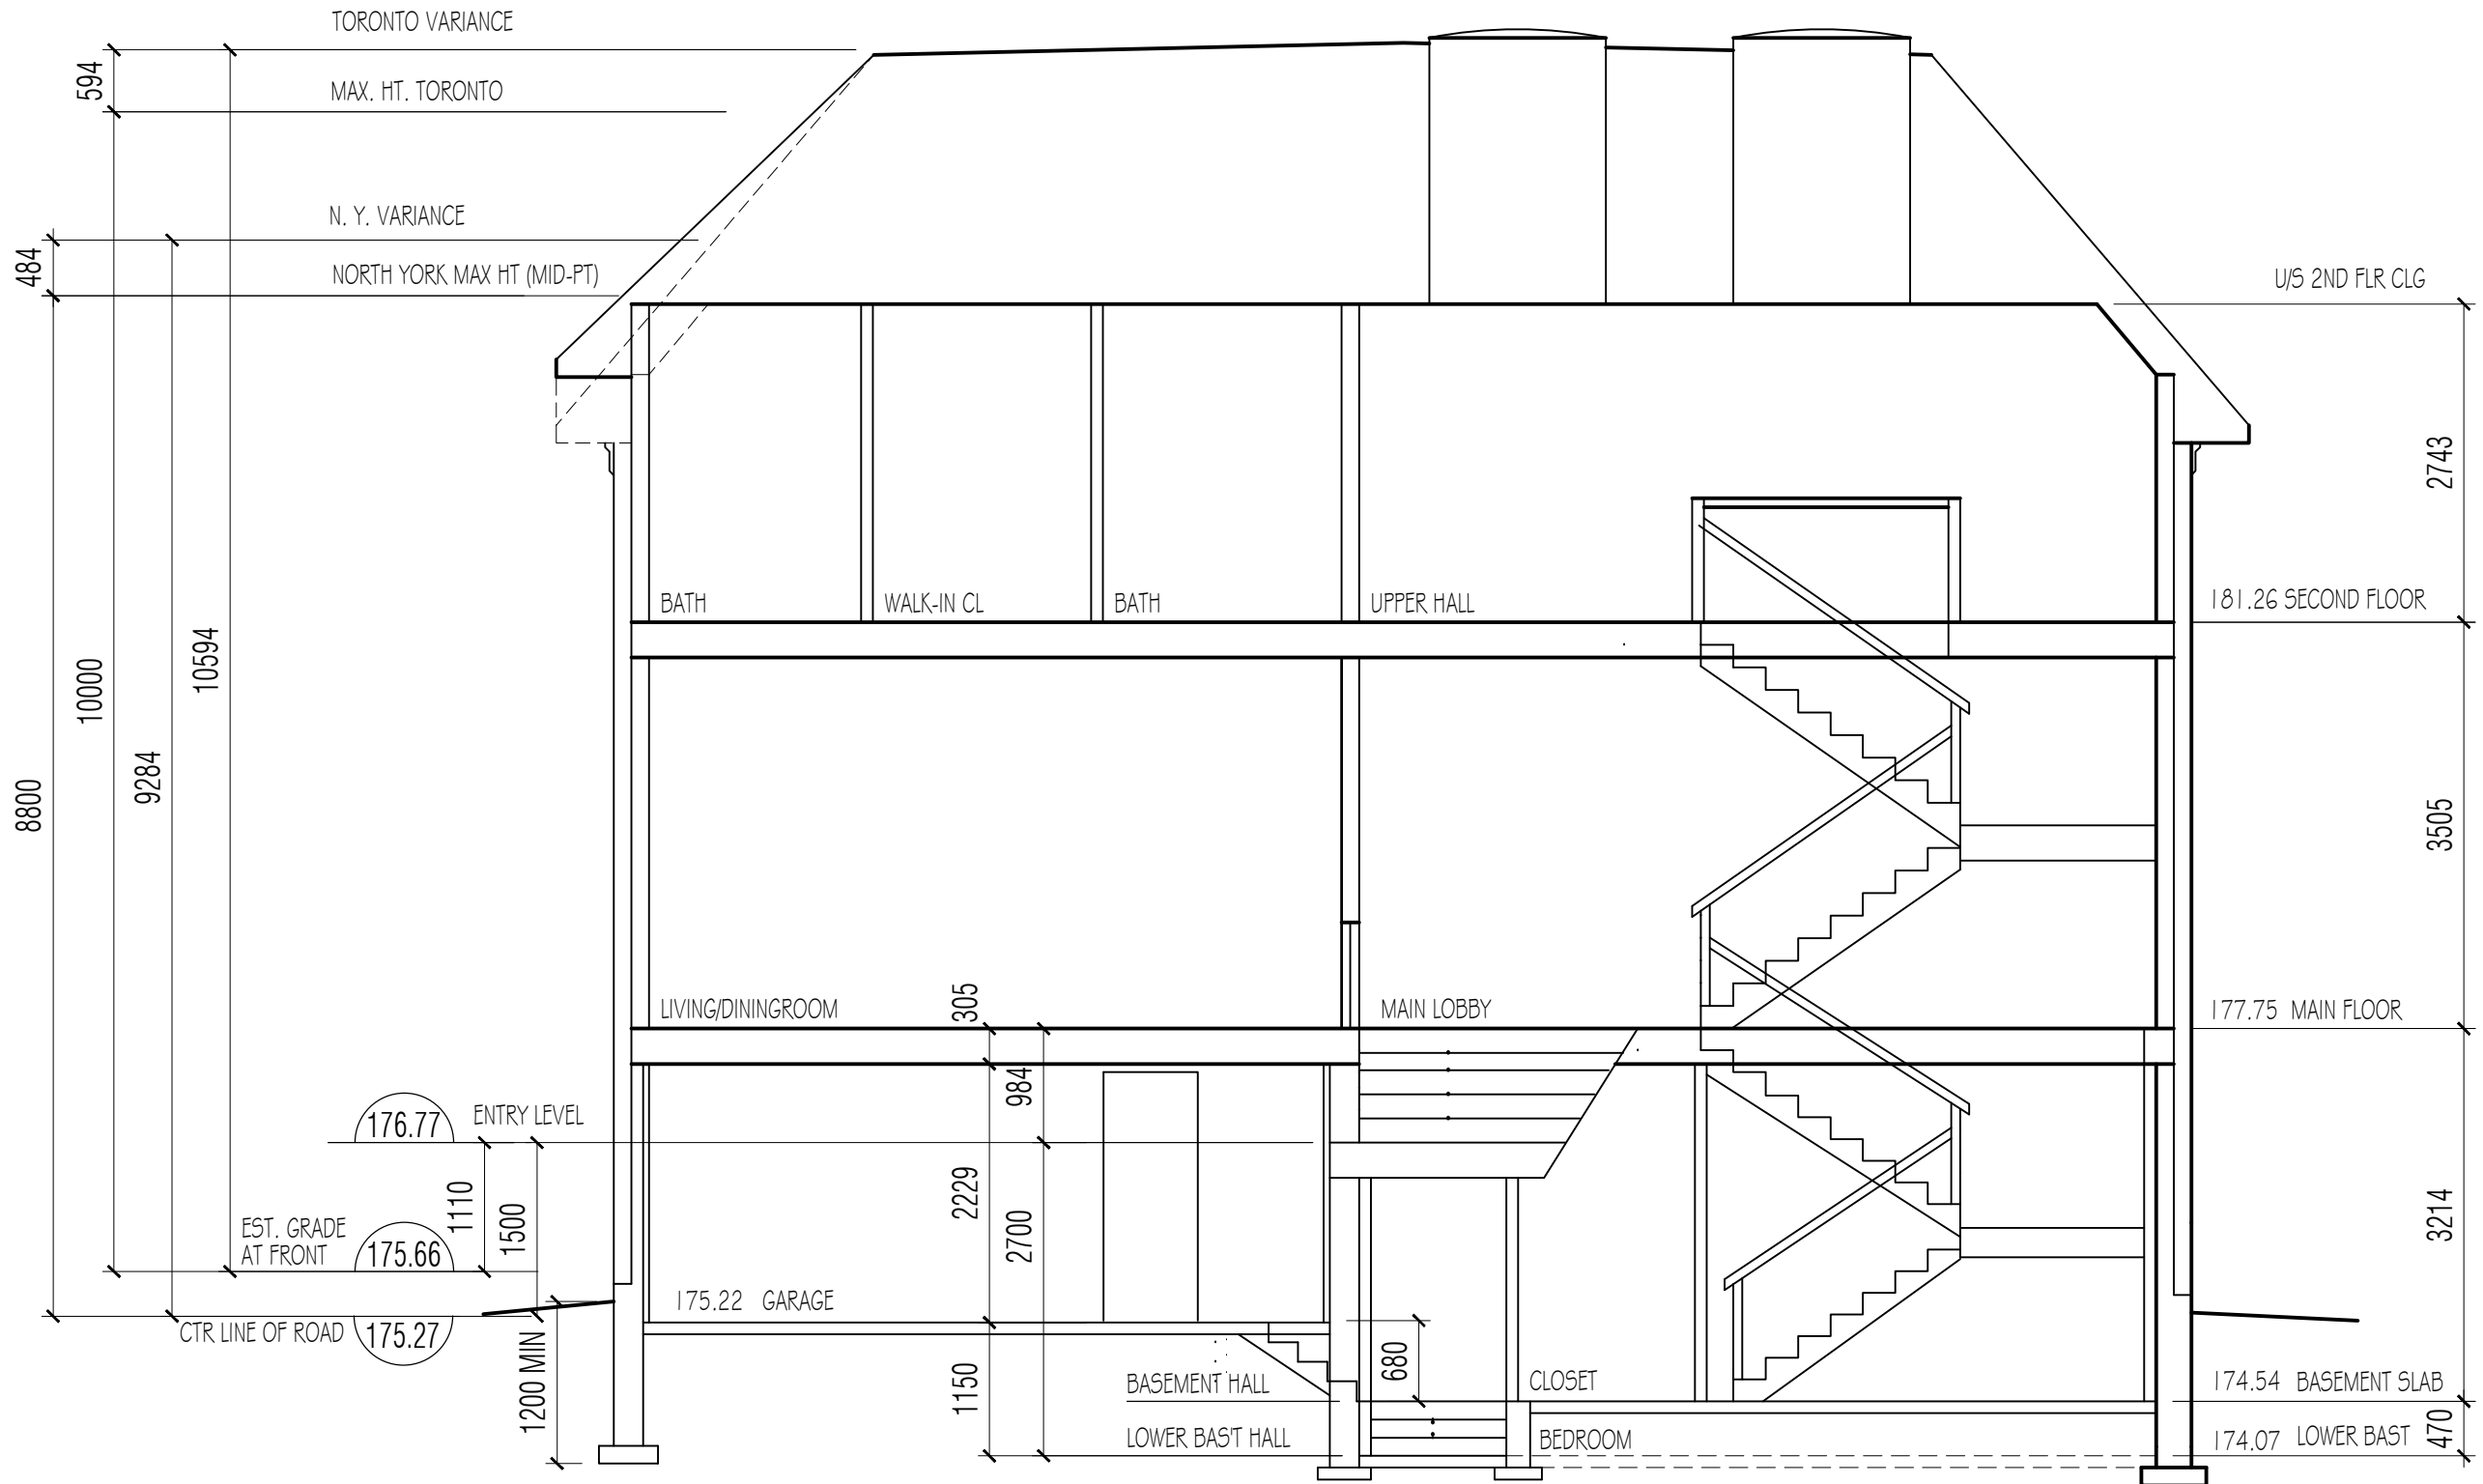 TORONTO VARIANCE
594
MAX. HT. TORONTO
N. Y. VARIANCE
484
NORTH YORK MAX HT (MID-PT)
U/S 2ND FLR CLG
2743
BATH
WALK-IN CL
BATH
UPPER HALL
181.26 SECOND FLOOR
10594
10000
9284
8800
3505
305
LIVING/DININGROOM
MAIN LOBBY
177.75 MAIN FLOOR
984
176.77
ENTRY LEVEL
1110
1500
2229
2700
3214
EST. GRADE
AT FRONT
175.66
175.22 GARAGE
CTR LINE OF ROAD
175.27
1200 MIN
1150
680
BASEMENT HALL
CLOSET
174.54 BASEMENT SLAB
LOWER BAS'T HALL
BEDROOM
174.07 LOWER BAST
470